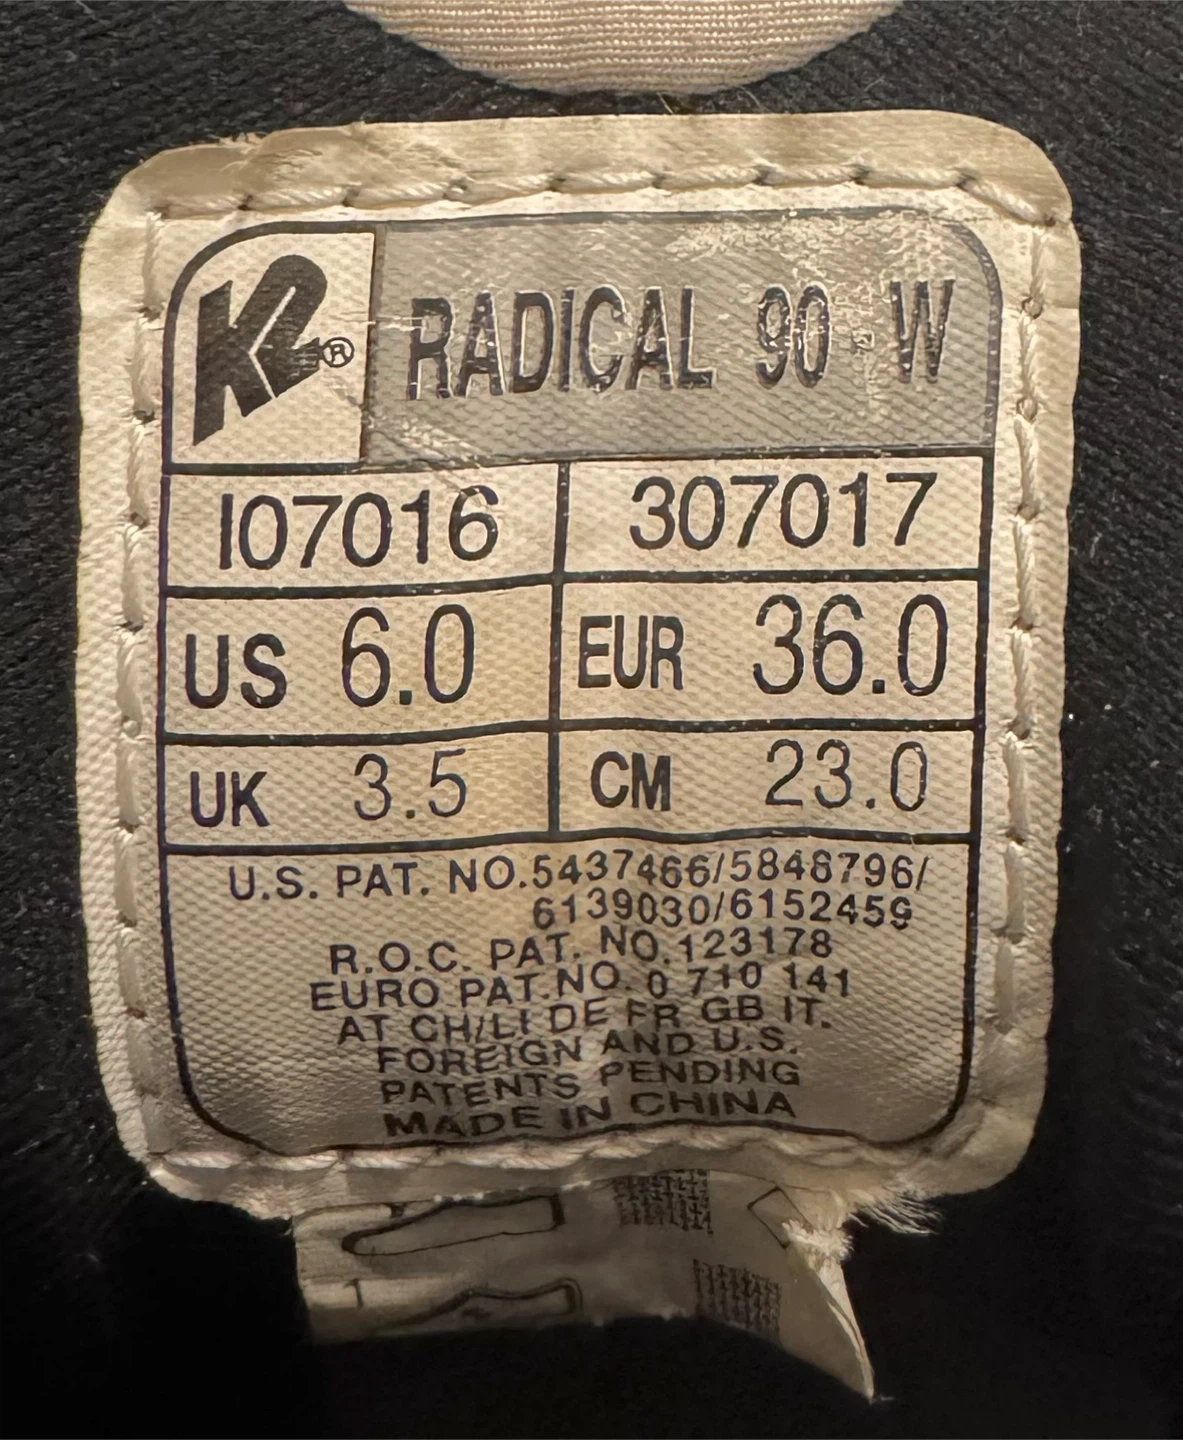 K2® RADICAL 90 W
I07016 307017
US 6.0 EUR 36.0
UK 3.5 CM 23.0
U.S. PAT. NO.5437466/5848796/
6139030/6152459
R.O.C. PAT. NO.123178
EURO PAT.NO. 0 710 141
AT CH/LI DE FR GB IT.
FOREIGN AND U.S.
PATENTS PENDING
MADE IN CHINA